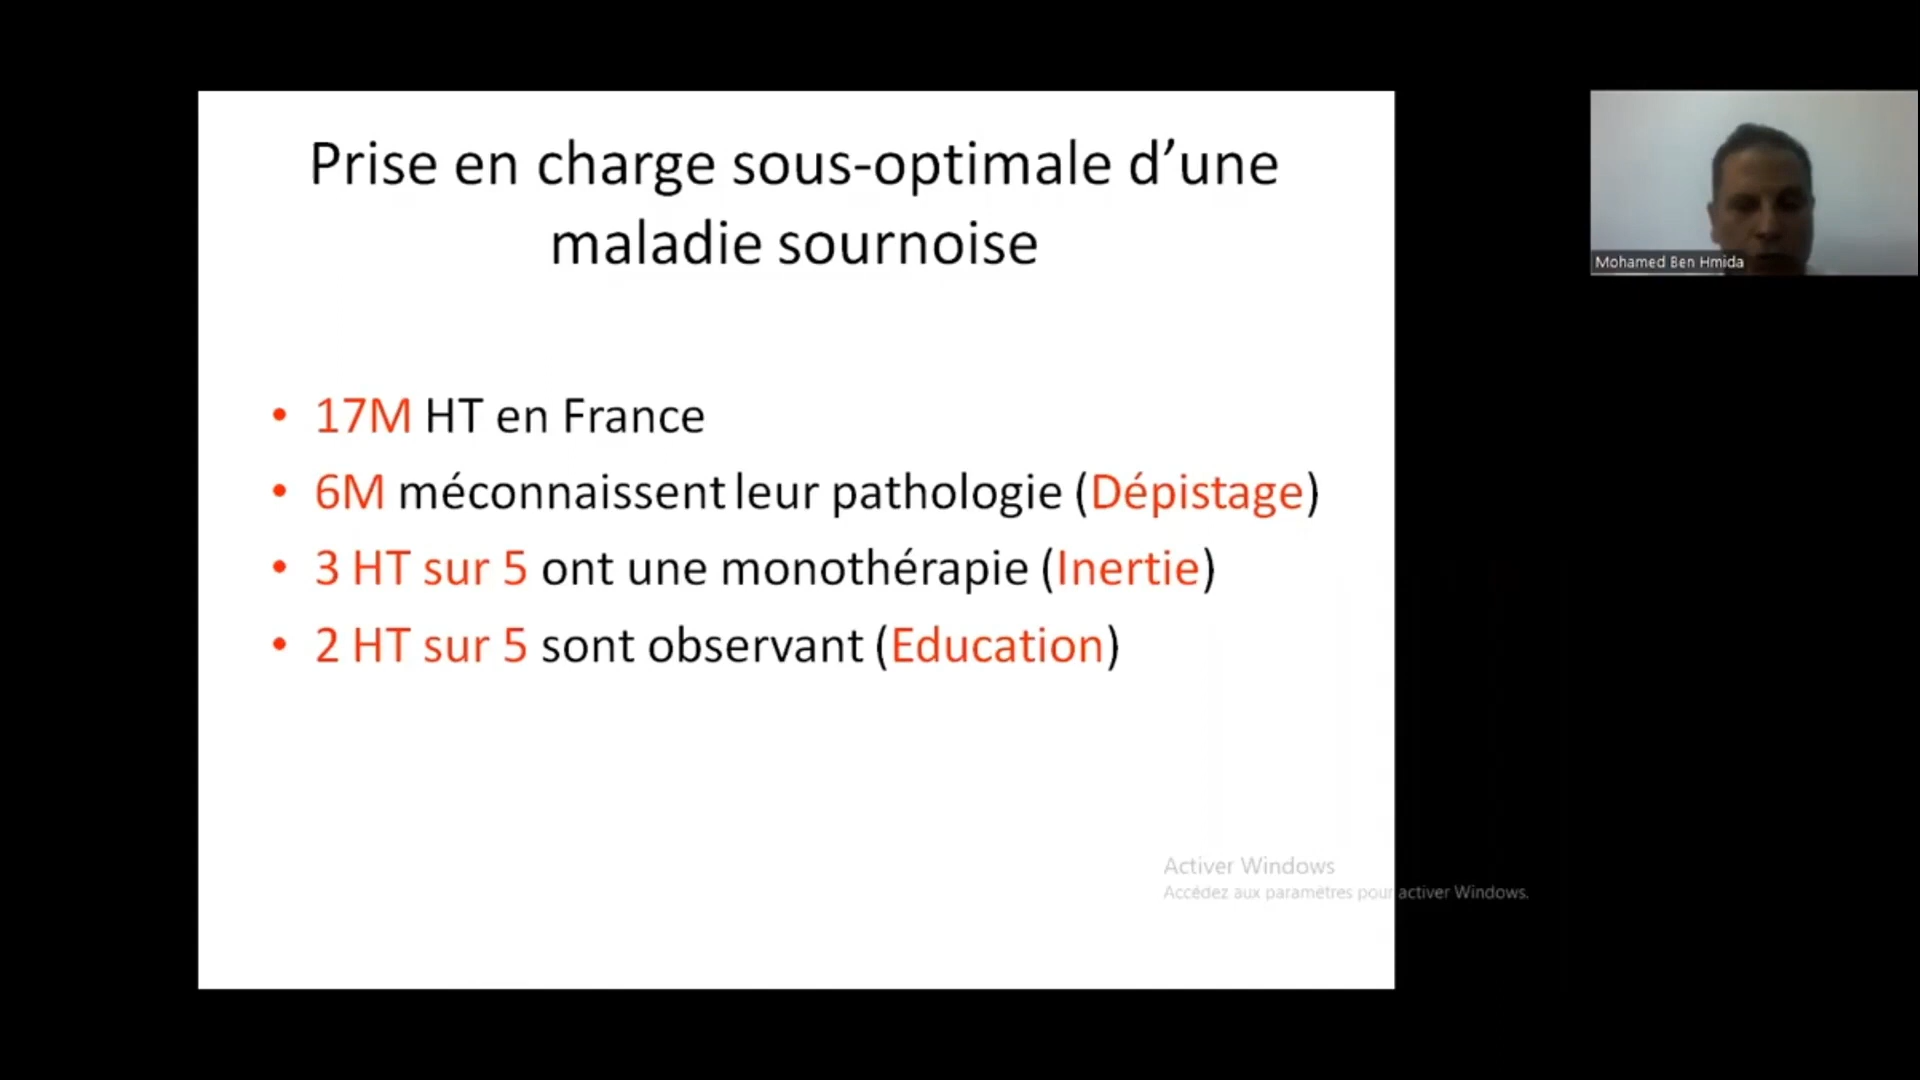 Prise en charge sous-optimale d’une
maladie sournoise
• 17M HT en France
• 6M méconnaissent leur pathologie (Dépistage)
• 3 HT sur 5 ont une monothérapie (Inertie)
• 2 HT sur 5 sont observant (Education)
Mohamed Ben Hmida
Activer Windows
Accédez aux paramètres pour activer Windows.